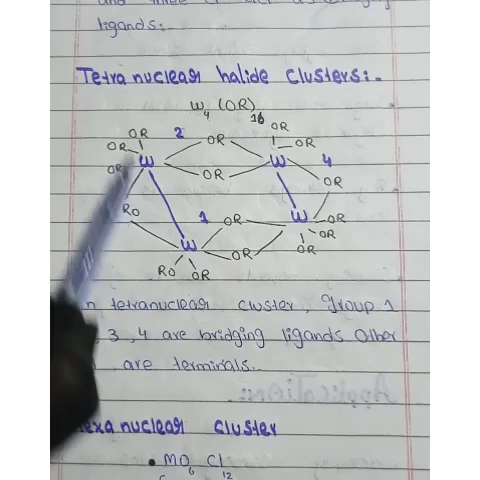 ligands:
Tetra nuclear halide Clusters:-
W4 (OR)16
OR
OR
OR
W
2
OR
OR
OR
OR
W
4
OR
RO
1
OR
W
OR
OR
OR
W
RO OR
OR
n tetranuclear cluster, Group 1
, 3, 4 are bridging ligands Other
, are terminals.
exa nuclear cluster
• MO6 Cl12